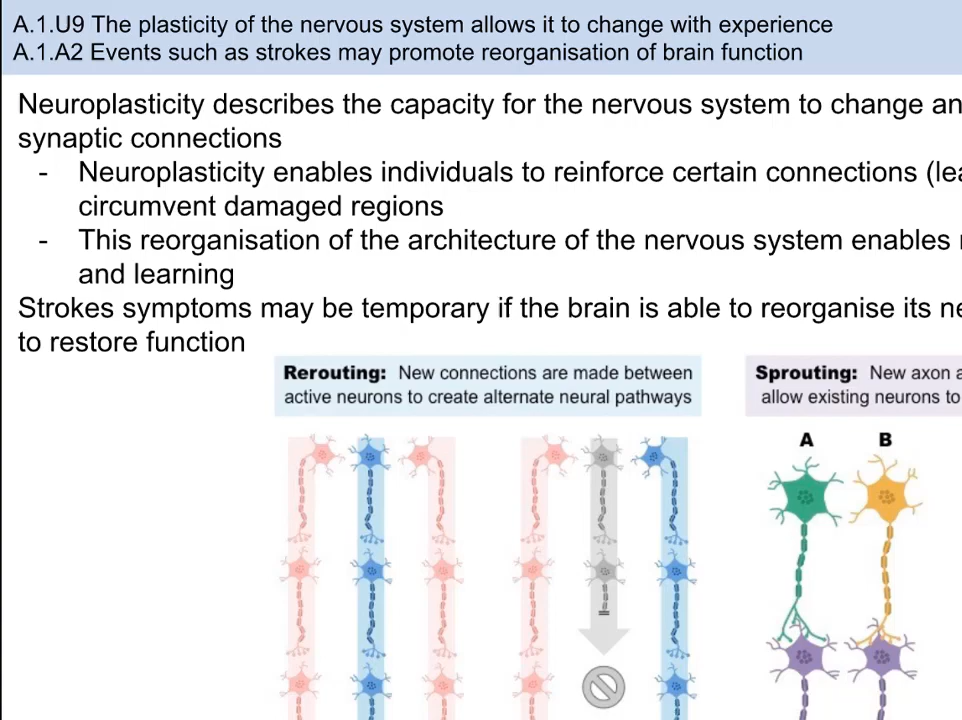 A.1.U9 The plasticity of the nervous system allows it to change with experience
A.1.A2 Events such as strokes may promote reorganisation of brain function
Neuroplasticity describes the capacity for the nervous system to change an
synaptic connections
- Neuroplasticity enables individuals to reinforce certain connections (lea
circumvent damaged regions
- This reorganisation of the architecture of the nervous system enables
and learning
Strokes symptoms may be temporary if the brain is able to reorganise its ne
to restore function
Rerouting: New connections are made between
active neurons to create alternate neural pathways
Sprouting: New axon a
allow existing neurons to
A B